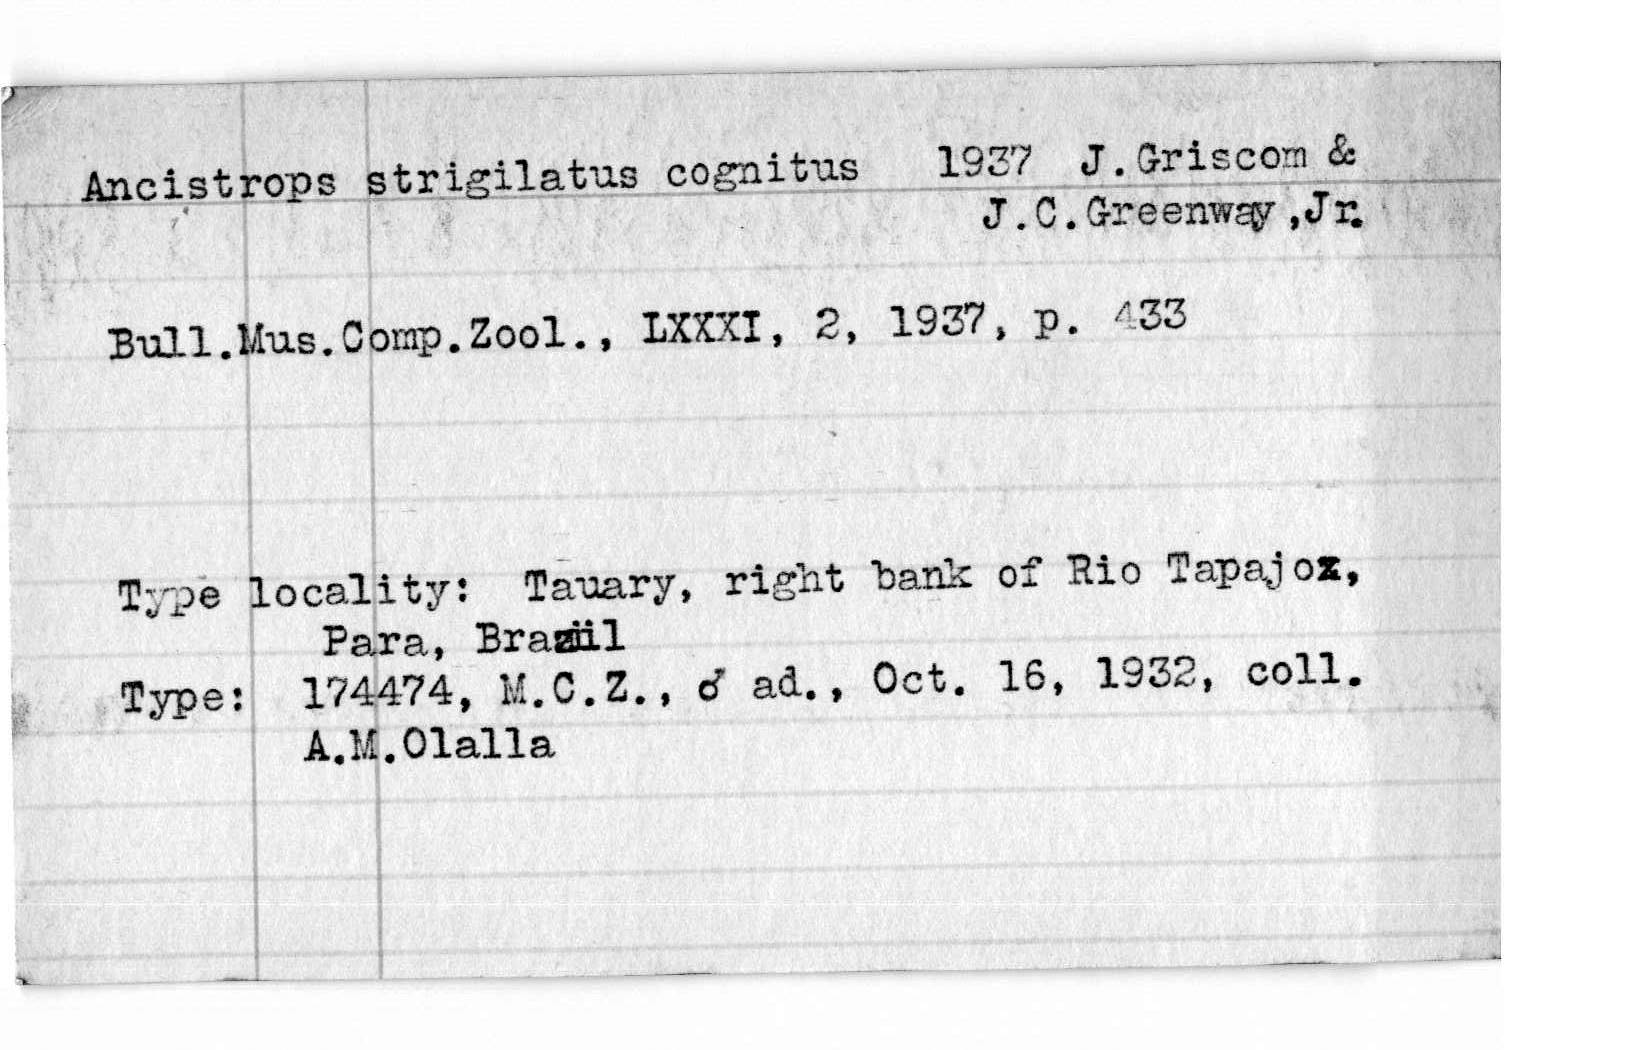 Ancistrops strigilatus cognitus 1937 J.Griscom &
J.C.Greenway,Jr.
Bull.Mus.Comp.Zool., LXXXI, 2, 1937, p. 433
Type locality: Tauary, right bank of Rio Tapajoz,
Para, Brazil
Type: 174474, M.C.Z., ♂ ad., Oct. 16, 1932, coll.
A.M.Olalla